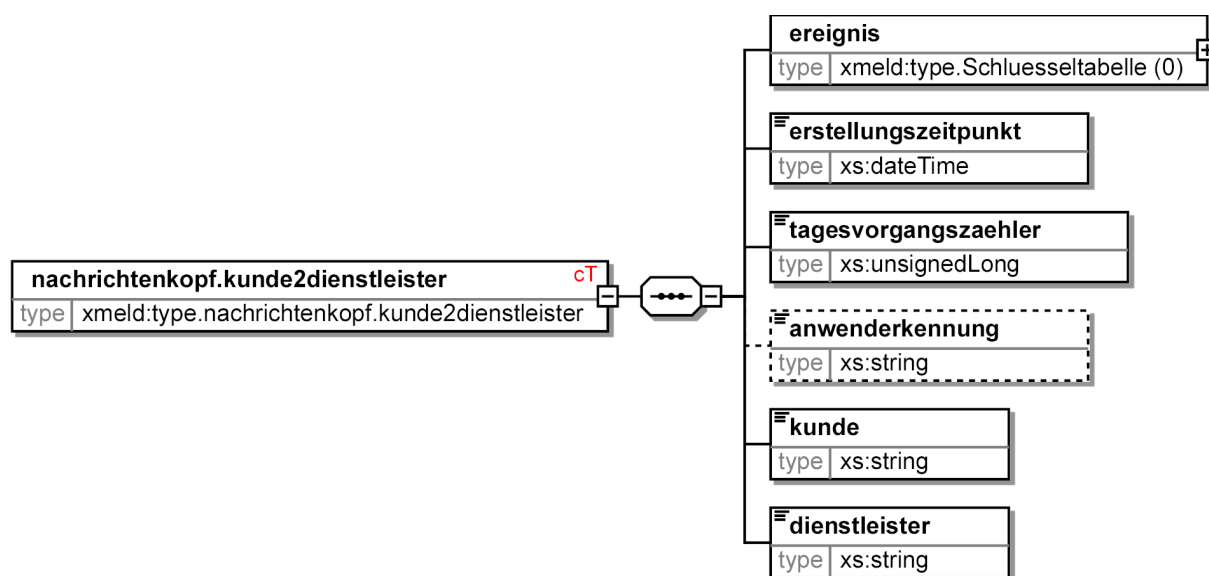 ereignis
type xmeld:type.Schluesseltabelle (0)
erstellungszeitpunkt
type xs:dateTime
tagesvorgangszaehler
type xs:unsignedLong
nachrichtenkopf.kunde2dienstleister cT
type xmeld:type.nachrichtenkopf.kunde2dienstleister
anwenderkennung
type xs:string
kunde
type xs:string
dienstleister
type xs:string